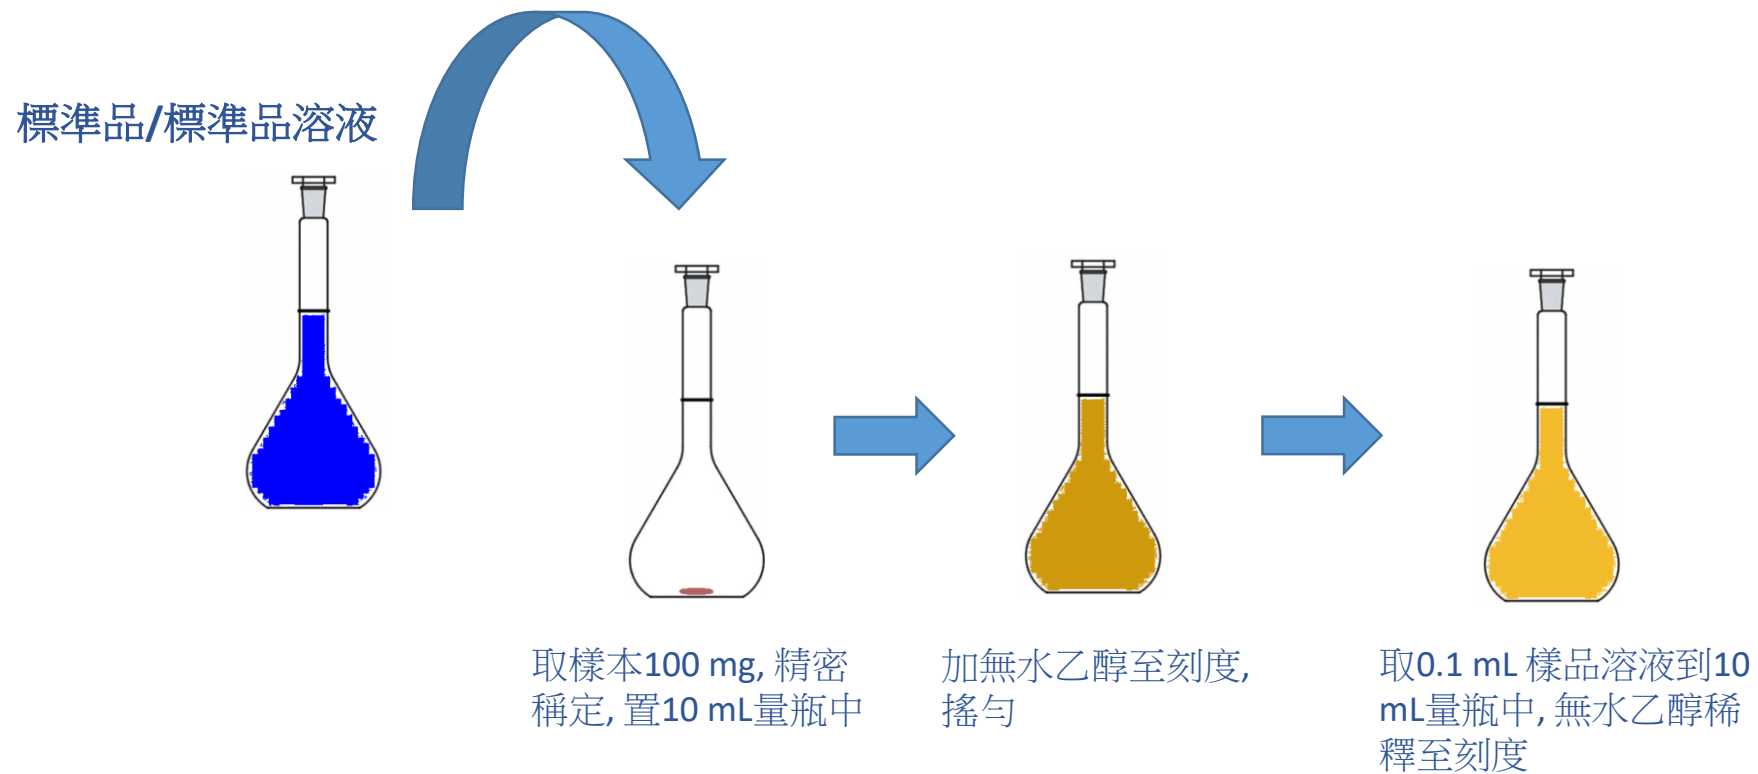 標準品/標準品溶液
取樣本100 mg, 精密
稱定, 置10 mL量瓶中
加無水乙醇至刻度,
搖勻
取0.1 mL 樣品溶液到10
mL量瓶中, 無水乙醇稀
釋至刻度